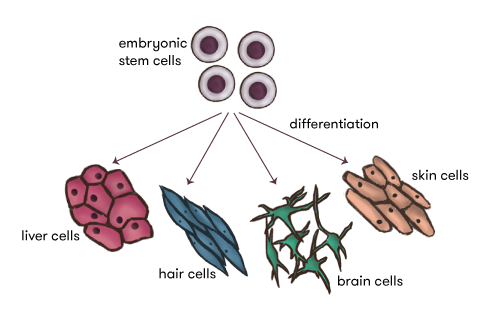 embryonic
stem cells
differentiation
skin cells
liver cells
hair cells
brain cells